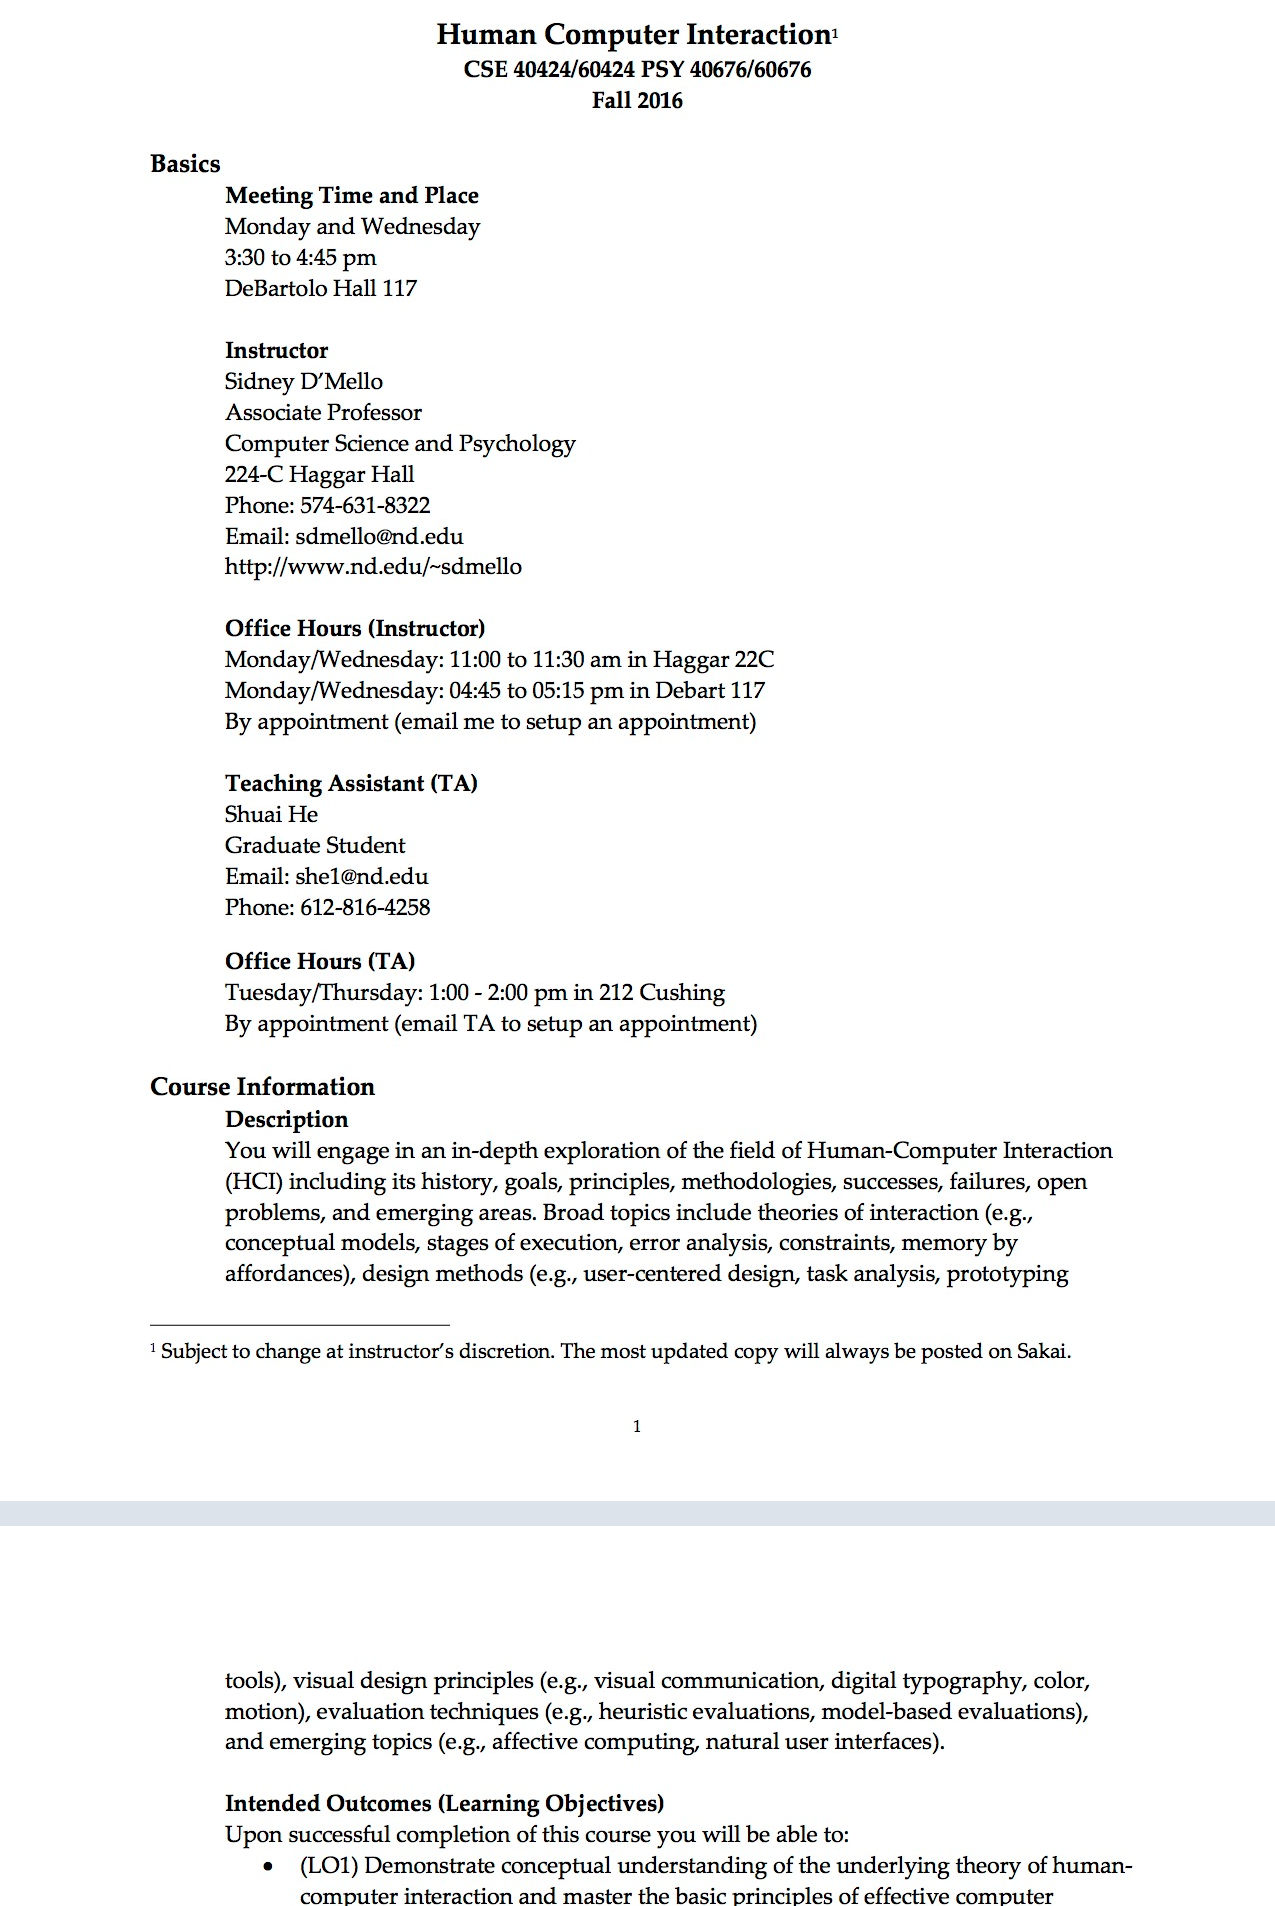 Human Computer Interaction¹
CSE 40424/60424 PSY 40676/60676
Fall 2016
Basics
Meeting Time and Place
Monday and Wednesday
3:30 to 4:45 pm
DeBartolo Hall 117
Instructor
Sidney D’Mello
Associate Professor
Computer Science and Psychology
224-C Haggar Hall
Phone: 574-631-8322
Email: sdmello@nd.edu
http://www.nd.edu/~sdmello
Office Hours (Instructor)
Monday/Wednesday: 11:00 to 11:30 am in Haggar 22C
Monday/Wednesday: 04:45 to 05:15 pm in Debart 117
By appointment (email me to setup an appointment)
Teaching Assistant (TA)
Shuai He
Graduate Student
Email: she1@nd.edu
Phone: 612-816-4258
Office Hours (TA)
Tuesday/Thursday: 1:00 - 2:00 pm in 212 Cushing
By appointment (email TA to setup an appointment)
Course Information
Description
You will engage in an in-depth exploration of the field of Human-Computer Interaction
(HCI) including its history, goals, principles, methodologies, successes, failures, open
problems, and emerging areas. Broad topics include theories of interaction (e.g.,
conceptual models, stages of execution, error analysis, constraints, memory by
affordances), design methods (e.g., user-centered design, task analysis, prototyping
¹ Subject to change at instructor’s discretion. The most updated copy will always be posted on Sakai.
1
tools), visual design principles (e.g., visual communication, digital typography, color,
motion), evaluation techniques (e.g., heuristic evaluations, model-based evaluations),
and emerging topics (e.g., affective computing, natural user interfaces).
Intended Outcomes (Learning Objectives)
Upon successful completion of this course you will be able to:
• (LO1) Demonstrate conceptual understanding of the underlying theory of human-
computer interaction and master the basic principles of effective computer